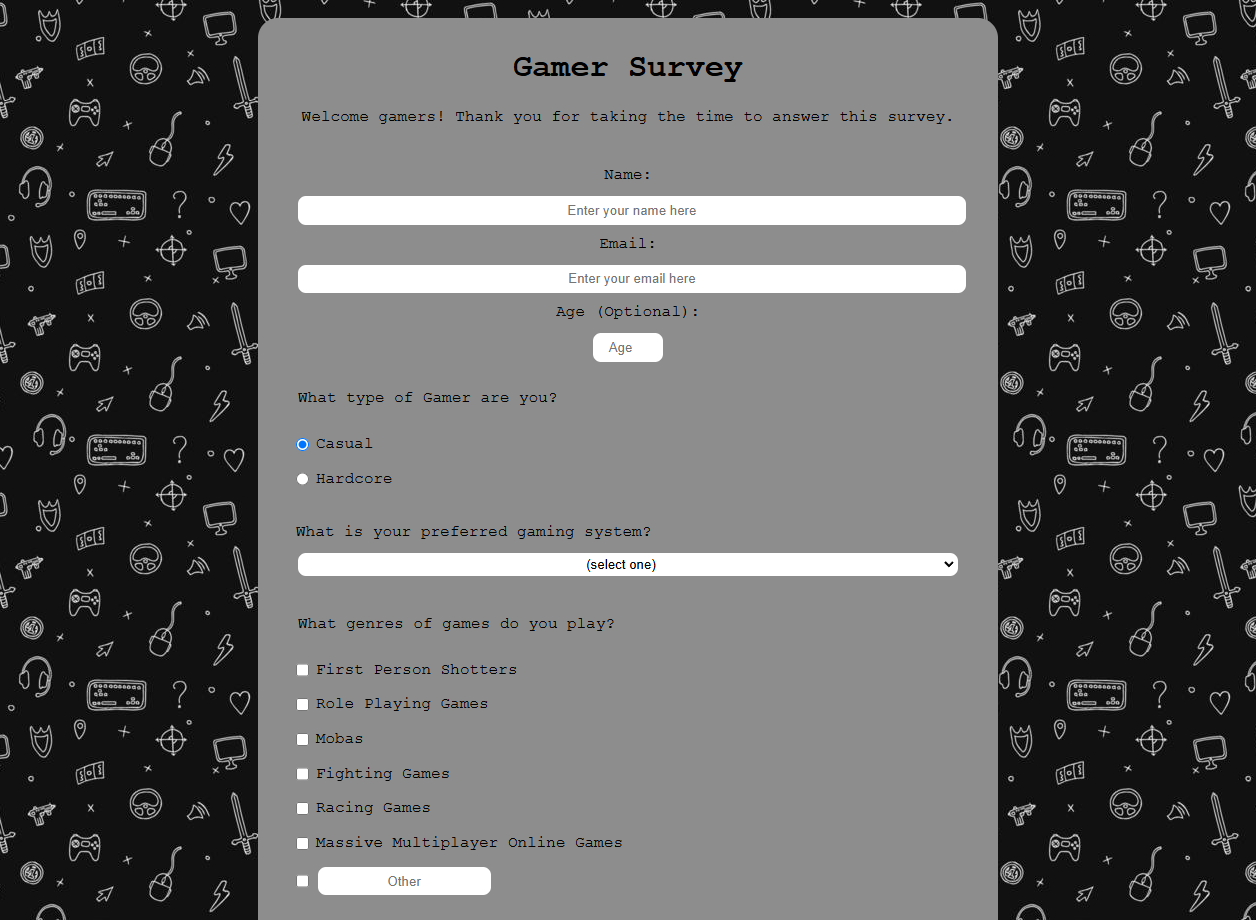 Gamer Survey
Welcome gamers! Thank you for taking the time to answer this survey.
Name:
Enter your name here
Email:
Enter your email here
Age (Optional):
Age
What type of Gamer are you?
Casual
Hardcore
What is your preferred gaming system?
(select one)
What genres of games do you play?
First Person Shotters
Role Playing Games
Mobas
Fighting Games
Racing Games
Massive Multiplayer Online Games
Other